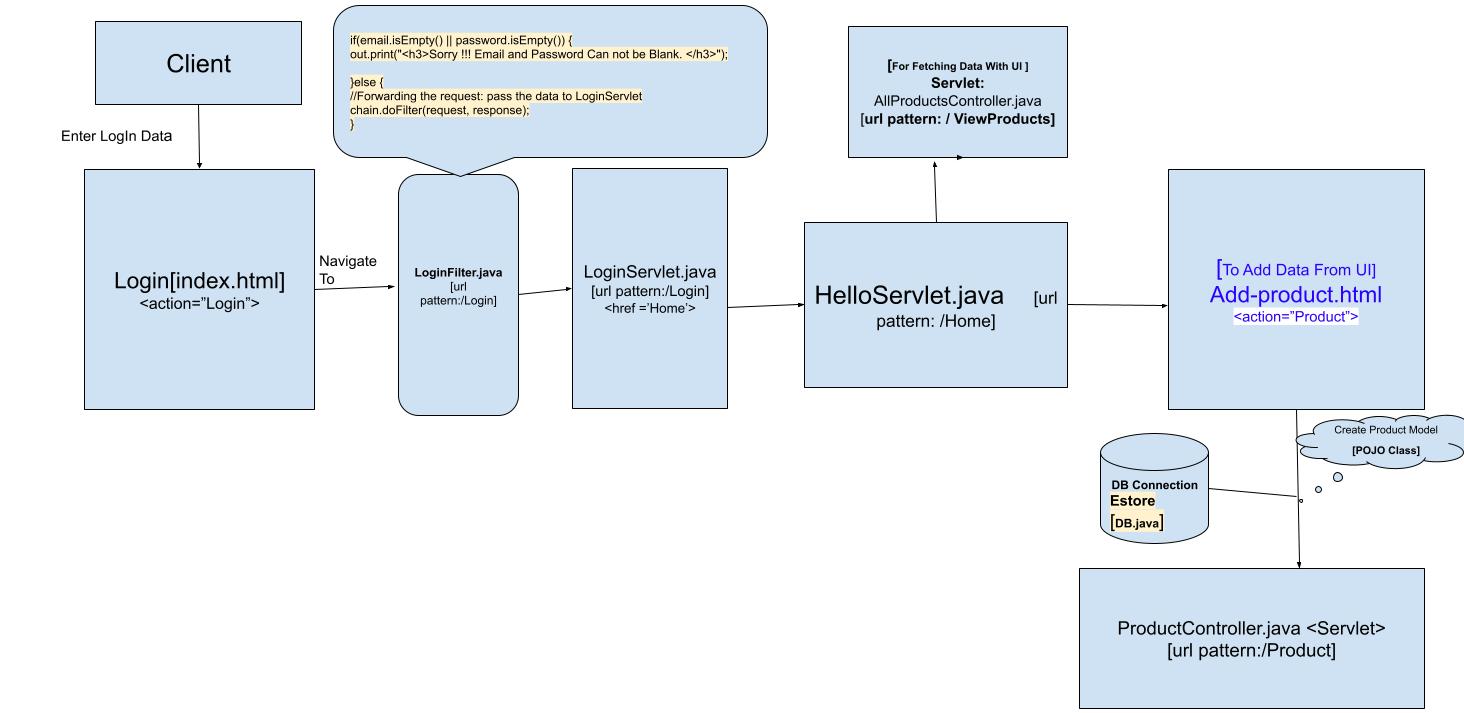 Client
Enter LogIn Data
Login[index.html]
<action=”Login”>
Navigate
To
if(email.isEmpty() || password.isEmpty()) {
out.print("<h3>Sorry !!! Email and Password Can not be Blank. </h3>");
}else {
//Forwarding the request: pass the data to LoginServlet
chain.doFilter(request, response);
}
LoginFilter.java
[url
pattern:/Login]
LoginServlet.java
[url pattern:/Login]
<href =’Home’>
HelloServlet.java [url
pattern: /Home]
[For Fetching Data With UI ]
Servlet:
AllProductsController.java
[url pattern: / ViewProducts]
[To Add Data From UI]
Add-product.html
<action=”Product”>
Create Product Model
[POJO Class]
DB Connection
Estore
[DB.java]
ProductController.java <Servlet>
[url pattern:/Product]